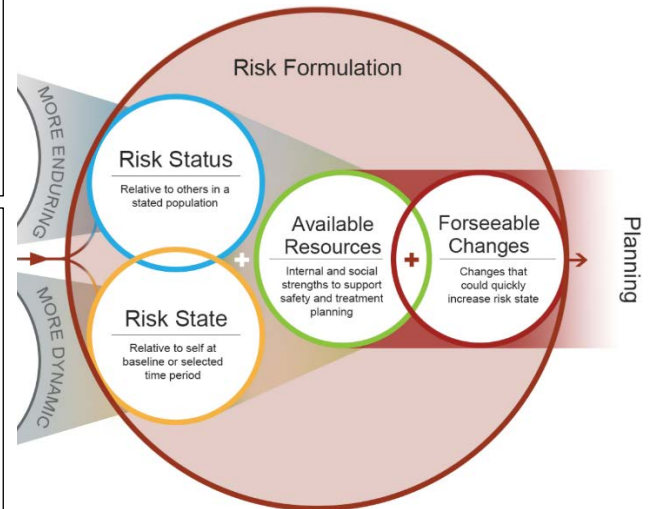 Risk Formulation
MORE ENDURING
Risk Status
Relative to others in a
stated population
MORE DYNAMIC
Risk State
Relative to self at
baseline or selected
time period
+
Available
Resources
Internal and social
strengths to support
safety and treatment
planning
+
Forseeable
Changes
Changes that
could quickly
increase risk state
Planning